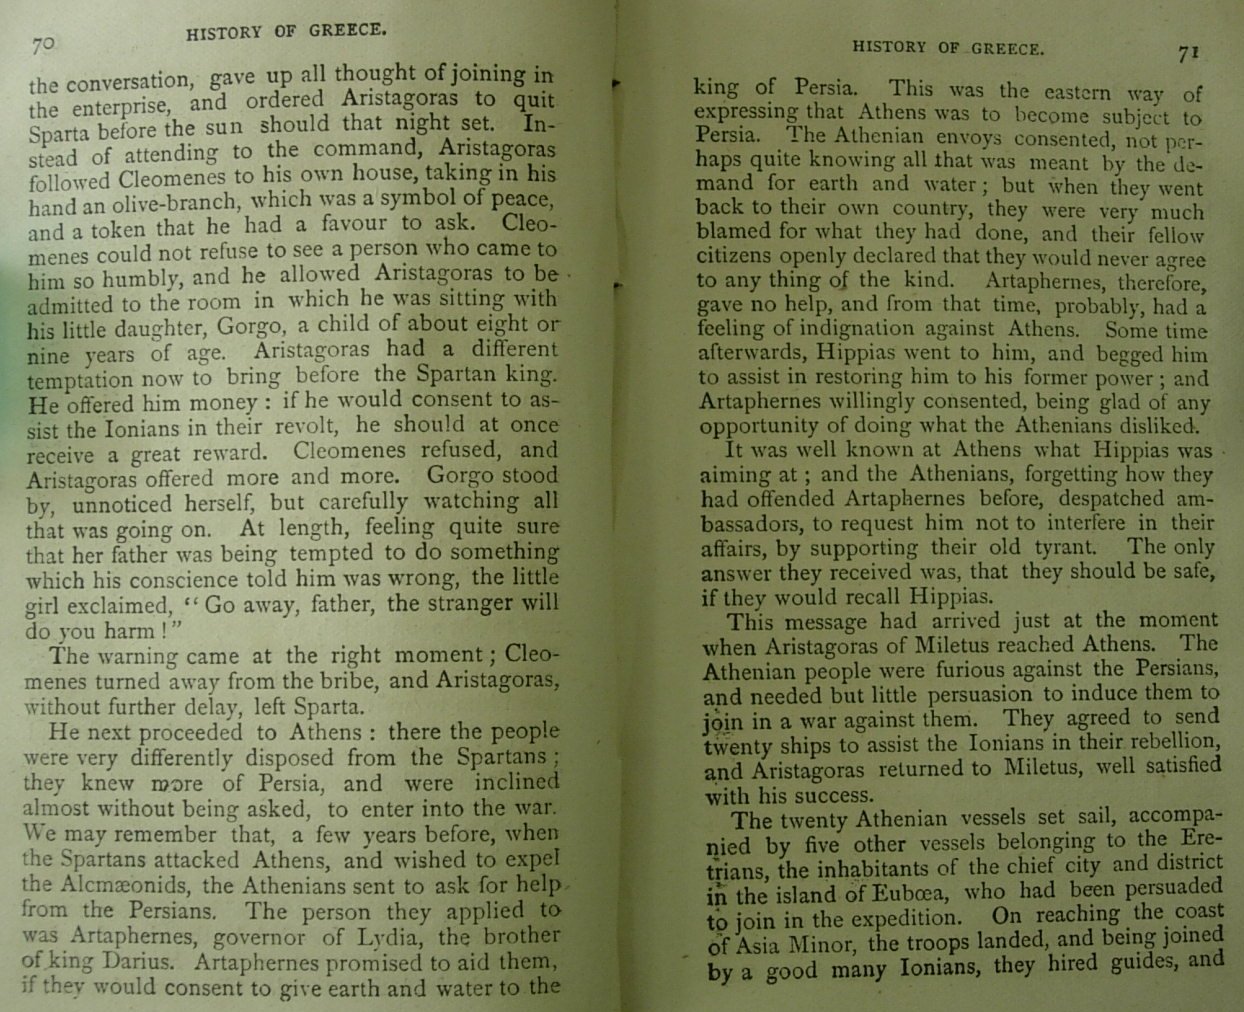 70
HISTORY OF GREECE.
the conversation, gave up all thought of joining in
the enterprise, and ordered Aristagoras to quit
Sparta before the sun should that night set. In-
stead of attending to the command, Aristagoras
followed Cleomenes to his own house, taking in his
hand an olive-branch, which was a symbol of peace,
and a token that he had a favour to ask. Cleo-
menes could not refuse to see a person who came to
him so humbly, and he allowed Aristagoras to be
admitted to the room in which he was sitting with
his little daughter, Gorgo, a child of about eight or
nine years of age. Aristagoras had a different
temptation now to bring before the Spartan king.
He offered him money : if he would consent to as-
sist the Ionians in their revolt, he should at once
receive a great reward. Cleomenes refused, and
Aristagoras offered more and more. Gorgo stood
by, unnoticed herself, but carefully watching all
that was going on. At length, feeling quite sure
that her father was being tempted to do something
which his conscience told him was wrong, the little
girl exclaimed, “Go away, father, the stranger will
do you harm !”
The warning came at the right moment ; Cleo-
menes turned away from the bribe, and Aristagoras,
without further delay, left Sparta.
He next proceeded to Athens : there the people
were very differently disposed from the Spartans ;
they knew more of Persia, and were inclined
almost without being asked, to enter into the war.
We may remember that, a few years before, when
the Spartans attacked Athens, and wished to expel
the Alcmæonids, the Athenians sent to ask for help
from the Persians. The person they applied to
was Artaphernes, governor of Lydia, the brother
of king Darius. Artaphernes promised to aid them,
if they would consent to give earth and water to the
HISTORY OF GREECE.
71
king of Persia. This was the eastern way of
expressing that Athens was to become subject to
Persia. The Athenian envoys consented, not per-
haps quite knowing all that was meant by the de-
mand for earth and water ; but when they went
back to their own country, they were very much
blamed for what they had done, and their fellow
citizens openly declared that they would never agree
to any thing of the kind. Artaphernes, therefore,
gave no help, and from that time, probably, had a
feeling of indignation against Athens. Some time
afterwards, Hippias went to him, and begged him
to assist in restoring him to his former power ; and
Artaphernes willingly consented, being glad of any
opportunity of doing what the Athenians disliked.
It was well known at Athens what Hippias was
aiming at ; and the Athenians, forgetting how they
had offended Artaphernes before, despatched am-
bassadors, to request him not to interfere in their
affairs, by supporting their old tyrant. The only
answer they received was, that they should be safe,
if they would recall Hippias.
This message had arrived just at the moment
when Aristagoras of Miletus reached Athens. The
Athenian people were furious against the Persians,
and needed but little persuasion to induce them to
join in a war against them. They agreed to send
twenty ships to assist the Ionians in their rebellion,
and Aristagoras returned to Miletus, well satisfied
with his success.
The twenty Athenian vessels set sail, accompa-
nied by five other vessels belonging to the Ere-
trians, the inhabitants of the chief city and district
in the island of Eubœa, who had been persuaded
to join in the expedition. On reaching the coast
of Asia Minor, the troops landed, and being joined
by a good many Ionians, they hired guides, and